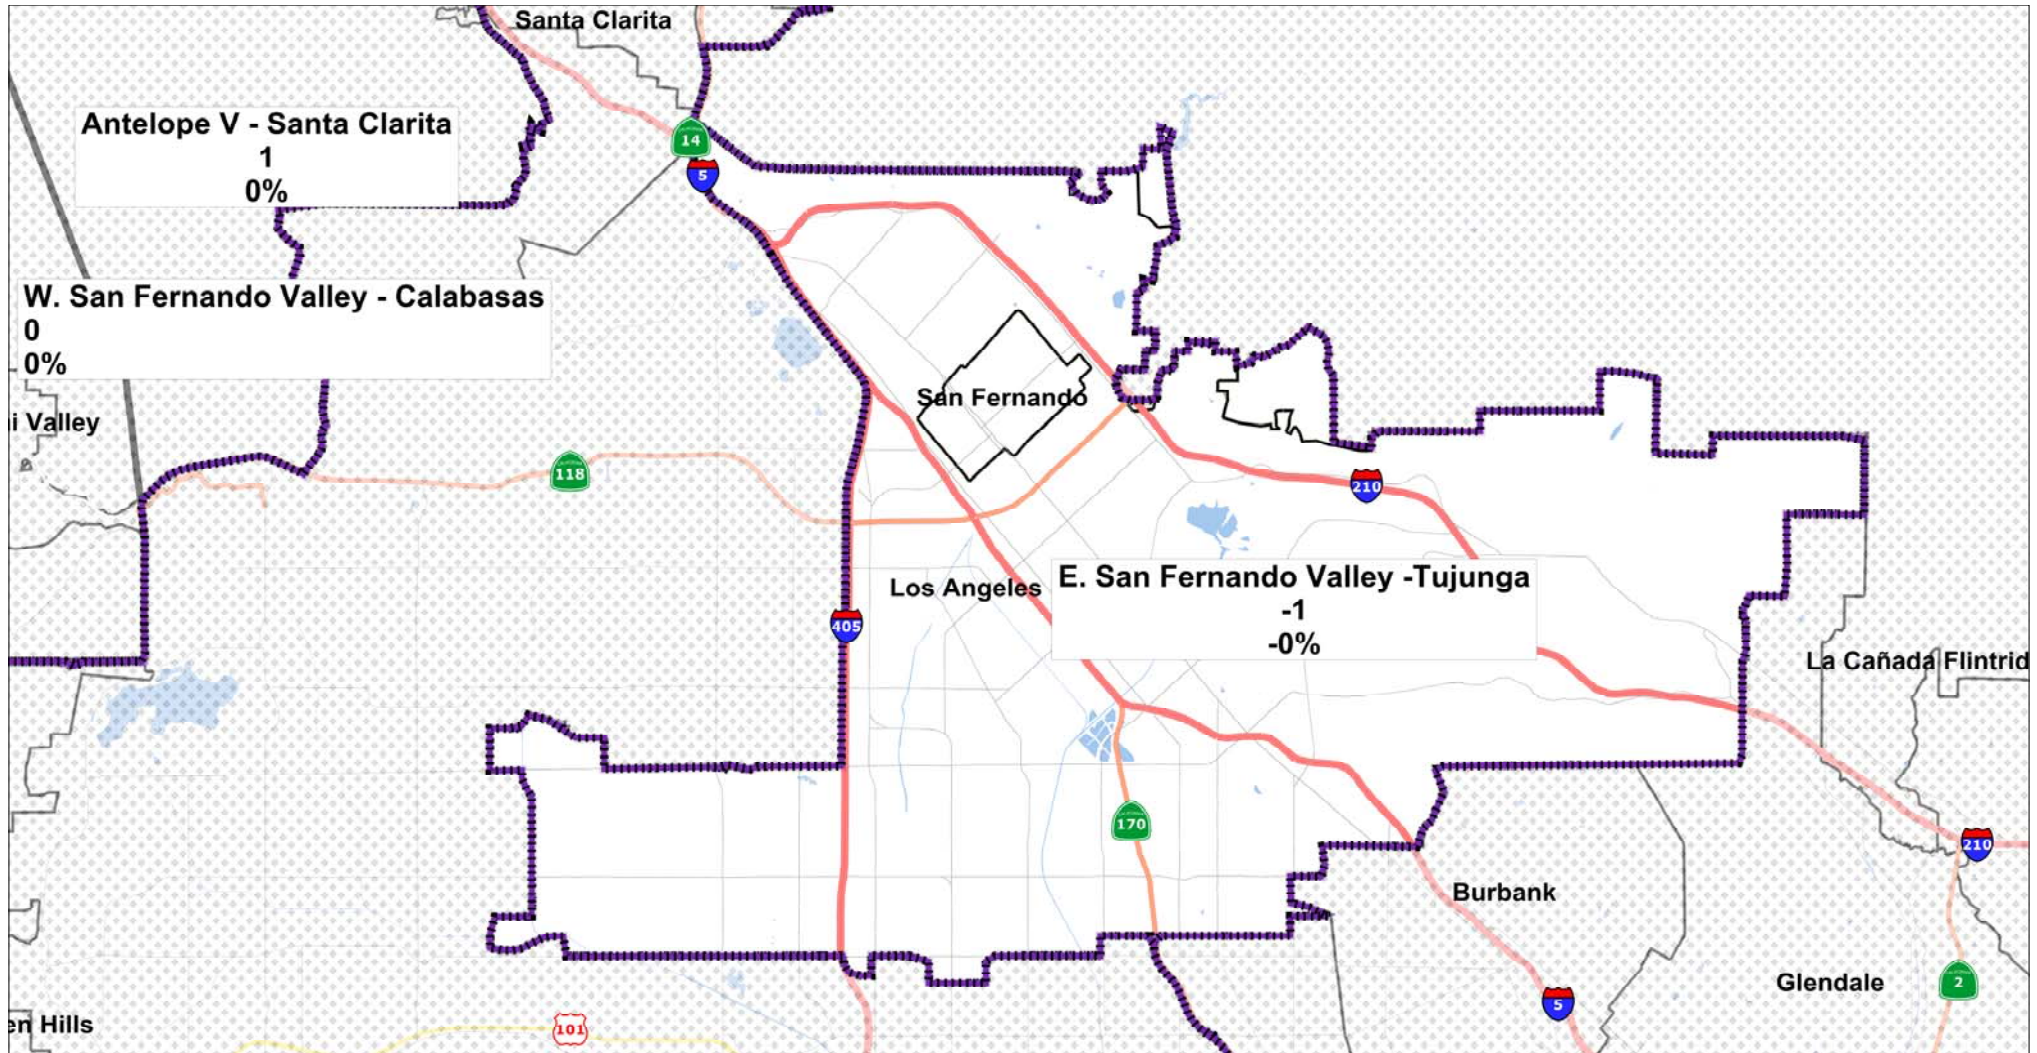 Santa Clarita
Antelope V - Santa Clarita
1
0%
14
5
W. San Fernando Valley - Calabasas
0
0%
San Fernando
i Valley
118
210
Los Angeles
E. San Fernando Valley -Tujunga
-1
-0%
405
La Cañada Flintrid
170
210
Burbank
Glendale
2
5
en Hills
101